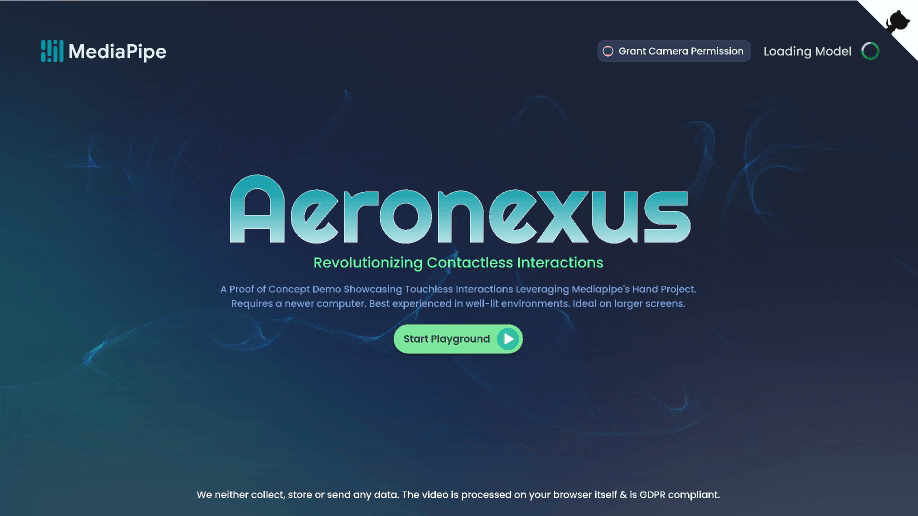 MediaPipe
Grant Camera Permission
Loading Model
Aeronexus
Revolutionizing Contactless Interactions
A Proof of Concept Demo Showcasing Touchless Interactions Leveraging Mediapipe's Hand Project.
Requires a newer computer. Best experienced in well-lit environments. Ideal on larger screens.
Start Playground
We neither collect, store or send any data. The video is processed on your browser itself & is GDPR compliant.